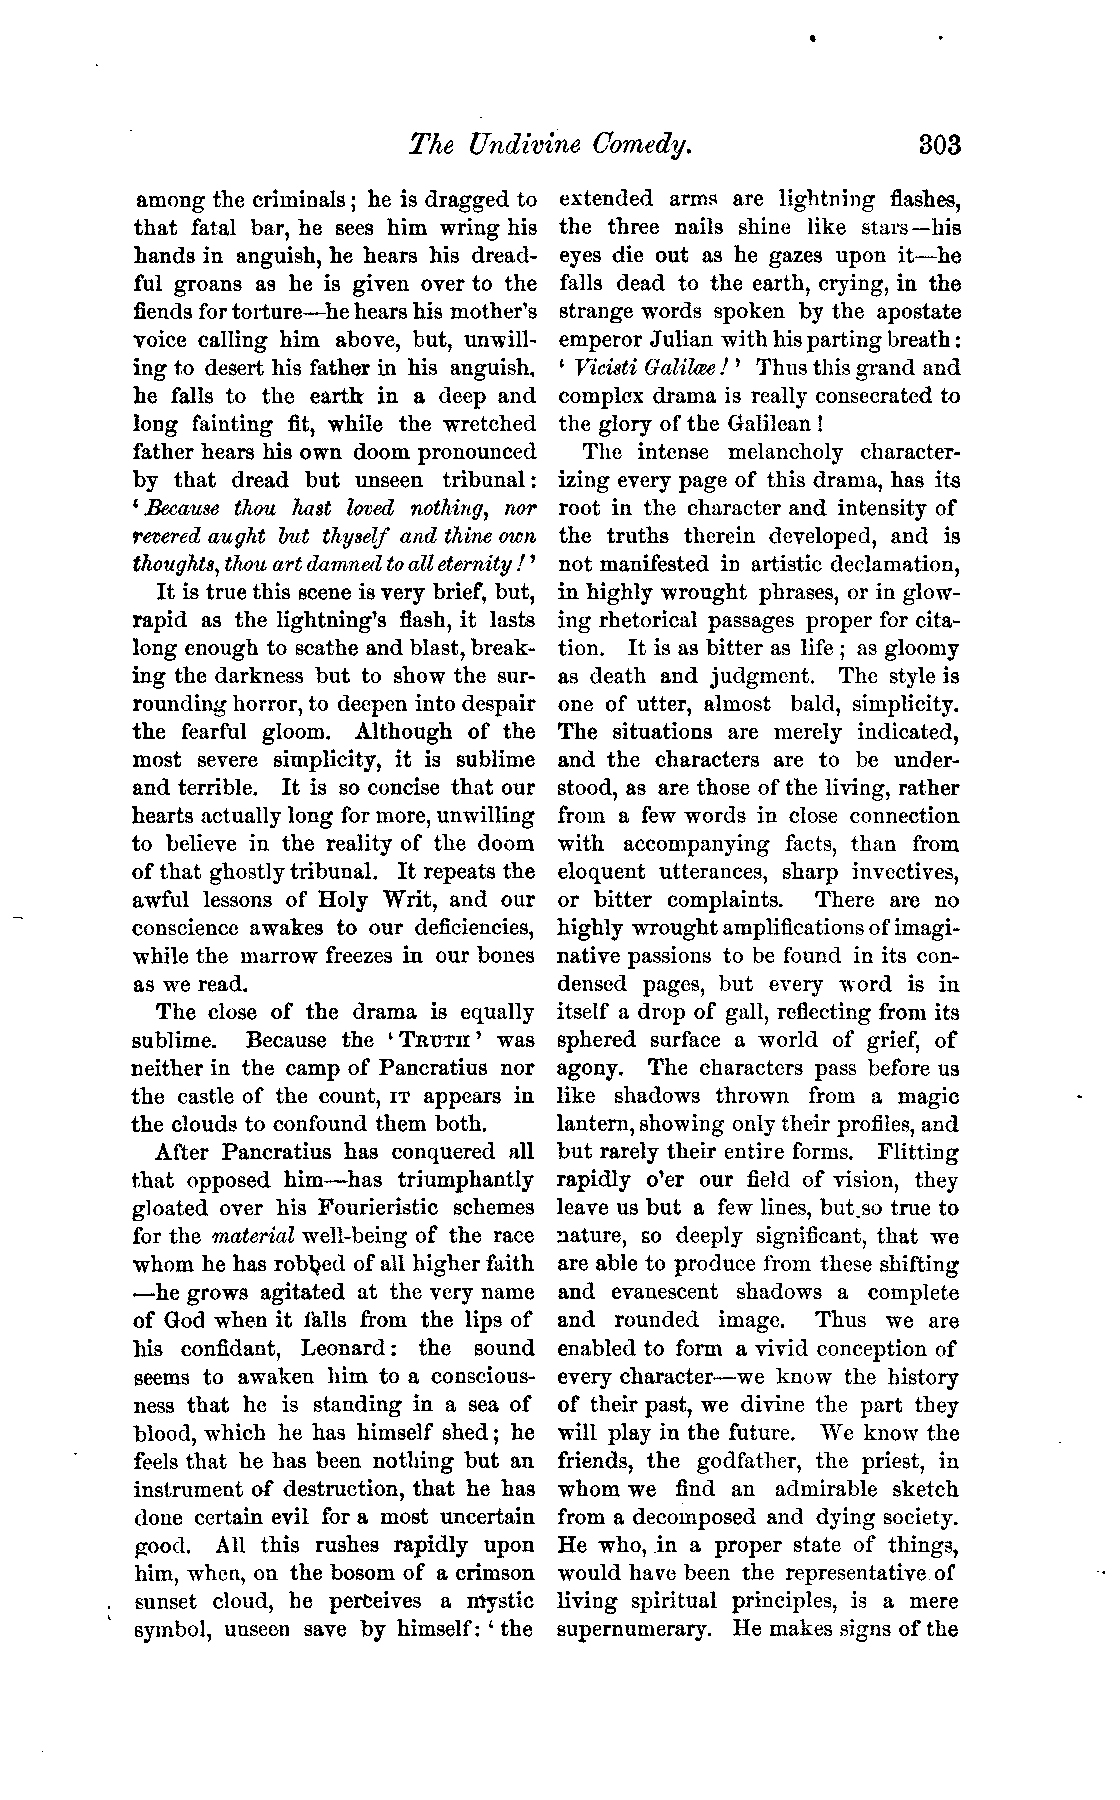 The Undivine Comedy. 303
among the criminals; he is dragged to
that fatal bar, he sees him wring his
hands in anguish, he hears his dread-
ful groans as he is given over to the
fiends for torture—he hears his mother's
voice calling him above, but, unwill-
ing to desert his father in his anguish,
he falls to the earth in a deep and
long fainting fit, while the wretched
father hears his own doom pronounced
by that dread but unseen tribunal:
'Because thou hast loved nothing, nor
revered aught but thyself and thine own
thoughts, thou art damned to all eternity!'
It is true this scene is very brief, but,
rapid as the lightning's flash, it lasts
long enough to scathe and blast, break-
ing the darkness but to show the sur-
rounding horror, to deepen into despair
the fearful gloom. Although of the
most severe simplicity, it is sublime
and terrible. It is so concise that our
hearts actually long for more, unwilling
to believe in the reality of the doom
of that ghostly tribunal. It repeats the
awful lessons of Holy Writ, and our
conscience awakes to our deficiencies,
while the marrow freezes in our bones
as we read.
The close of the drama is equally
sublime. Because the 'TRUTH' was
neither in the camp of Pancratius nor
the castle of the count, IT appears in
the clouds to confound them both.
After Pancratius has conquered all
that opposed him—has triumphantly
gloated over his Fourieristic schemes
for the material well-being of the race
whom he has robbed of all higher faith
—he grows agitated at the very name
of God when it falls from the lips of
his confidant, Leonard: the sound
seems to awaken him to a conscious-
ness that he is standing in a sea of
blood, which he has himself shed; he
feels that he has been nothing but an
instrument of destruction, that he has
done certain evil for a most uncertain
good. All this rushes rapidly upon
him, when, on the bosom of a crimson
sunset cloud, he perceives a mystic
symbol, unseen save by himself: 'the
extended arms are lightning flashes,
the three nails shine like stars—his
eyes die out as he gazes upon it—he
falls dead to the earth, crying, in the
strange words spoken by the apostate
emperor Julian with his parting breath:
'Vicisti Galilæe!' Thus this grand and
complex drama is really consecrated to
the glory of the Galilean!
The intense melancholy character-
izing every page of this drama, has its
root in the character and intensity of
the truths therein developed, and is
not manifested in artistic declamation,
in highly wrought phrases, or in glow-
ing rhetorical passages proper for cita-
tion. It is as bitter as life; as gloomy
as death and judgment. The style is
one of utter, almost bald, simplicity.
The situations are merely indicated,
and the characters are to be under-
stood, as are those of the living, rather
from a few words in close connection
with accompanying facts, than from
eloquent utterances, sharp invectives,
or bitter complaints. There are no
highly wrought amplifications of imagi-
native passions to be found in its con-
densed pages, but every word is in
itself a drop of gall, reflecting from its
sphered surface a world of grief, of
agony. The characters pass before us
like shadows thrown from a magic
lantern, showing only their profiles, and
but rarely their entire forms. Flitting
rapidly o'er our field of vision, they
leave us but a few lines, but so true to
nature, so deeply significant, that we
are able to produce from these shifting
and evanescent shadows a complete
and rounded image. Thus we are
enabled to form a vivid conception of
every character—we know the history
of their past, we divine the part they
will play in the future. We know the
friends, the godfather, the priest, in
whom we find an admirable sketch
from a decomposed and dying society.
He who, in a proper state of things,
would have been the representative of
living spiritual principles, is a mere
supernumerary. He makes signs of the